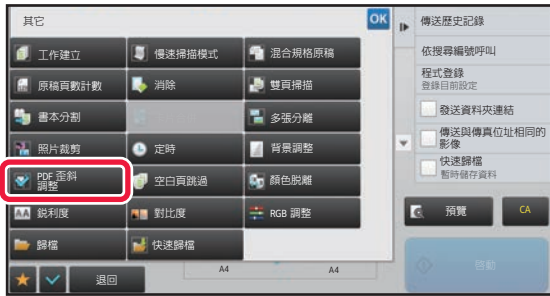 其它
OK
工作建立
慢速掃描模式
混合規格原稿
原稿頁數計數
消除
雙頁掃描
書本分割
多張分離
照片裁剪
定時
背景調整
PDF 歪斜
調整
空白頁跳過
顏色脱離
AA 銳利度
對比度
RGB 調整
歸檔
快速歸檔
退回
A4
A4
傳送歷史記錄
依搜尋編號呼叫
程式登錄
登錄目前設定
發送資料夾連結
傳送與傳真位址相同的
影像
快速歸檔
暫時儲存資料
預覽
CA
啟動